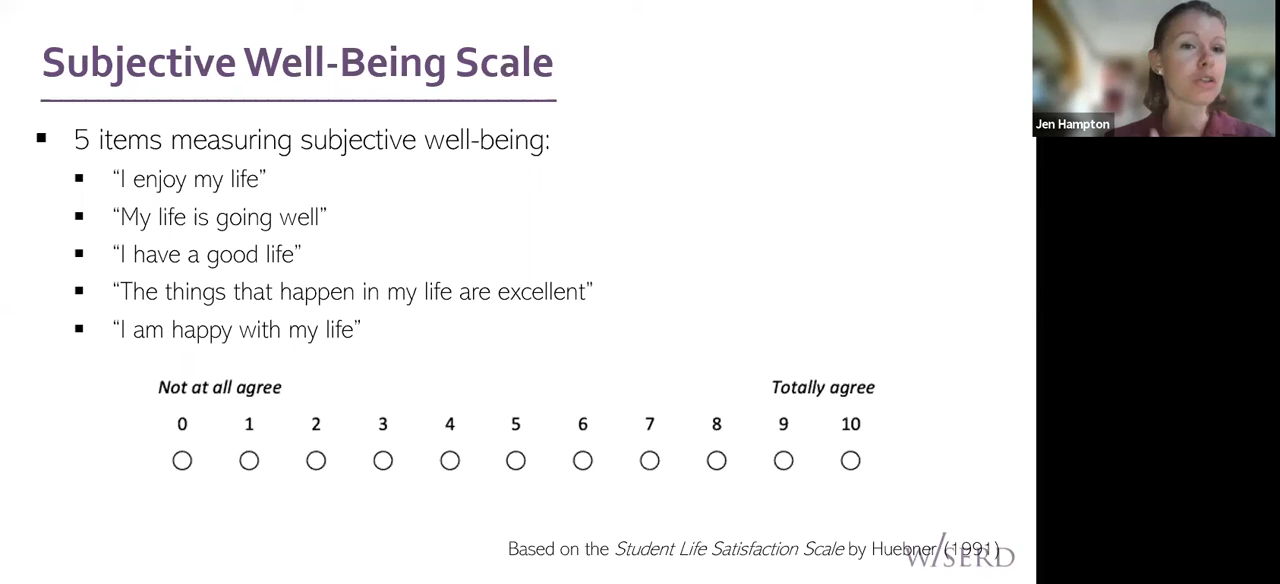 Subjective Well-Being Scale
5 items measuring subjective well-being:
“I enjoy my life”
“My life is going well”
“I have a good life”
“The things that happen in my life are excellent”
“I am happy with my life”
Not at all agree Totally agree
0 1 2 3 4 5 6 7 8 9 10
Based on the Student Life Satisfaction Scale by Huebner (1991)
W/SERD
Jen Hampton